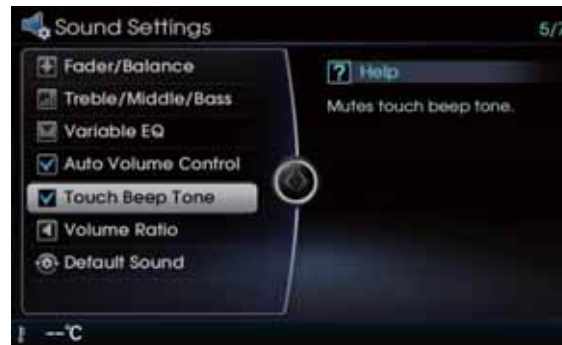 Sound Settings
5/7
Fader/Balance
Treble/Middle/Bass
Variable EQ
Auto Volume Control
Touch Beep Tone
Volume Ratio
Default Sound
? Help
Mutes touch beep tone.
--°C